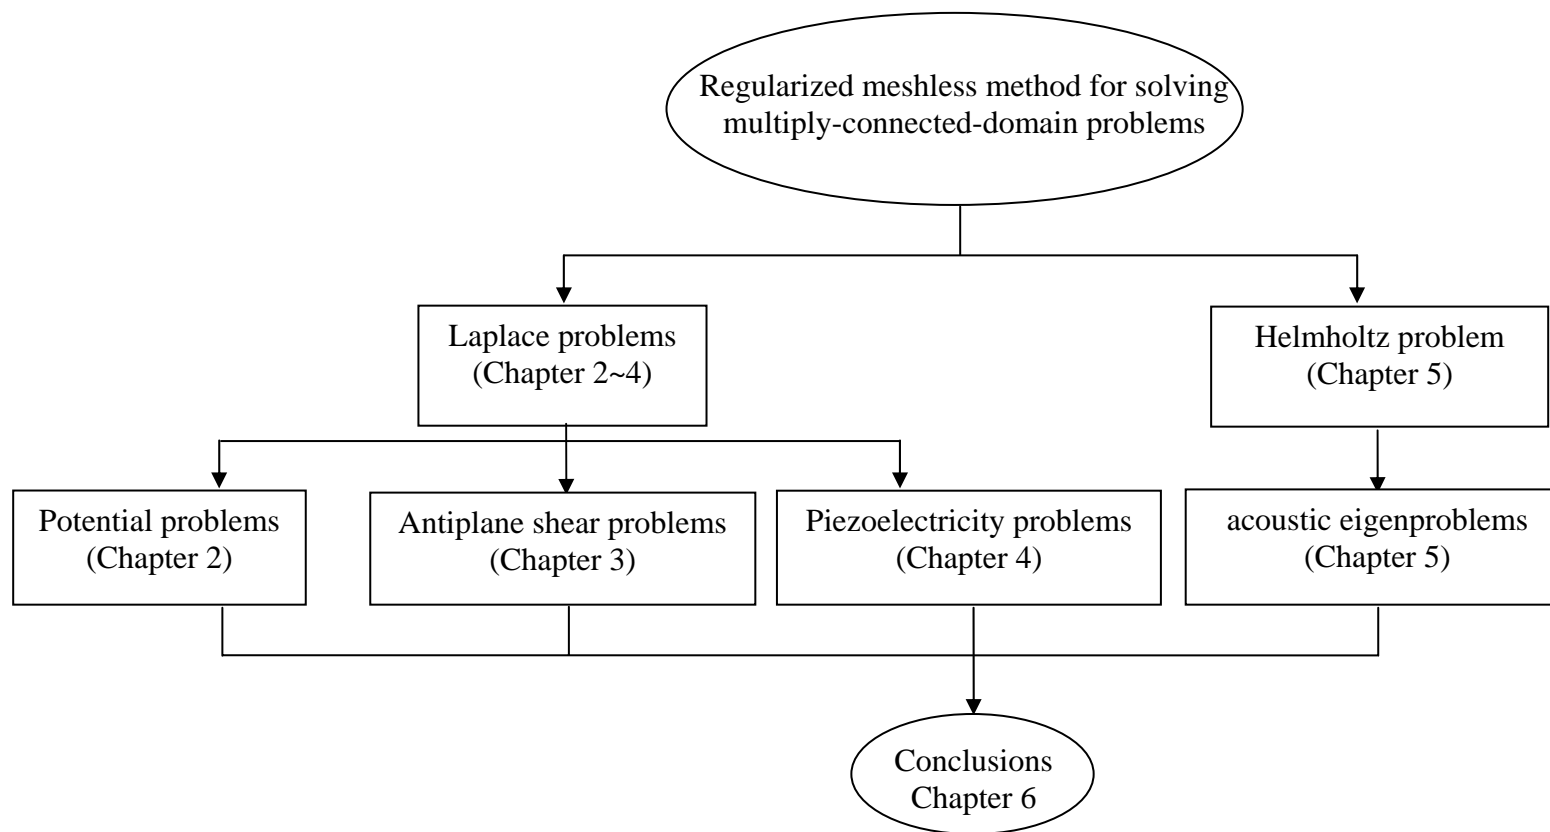 Regularized meshless method for solving
multiply-connected-domain problems
Laplace problems
(Chapter 2~4)
Helmholtz problem
(Chapter 5)
Potential problems
(Chapter 2)
Antiplane shear problems
(Chapter 3)
Piezoelectricity problems
(Chapter 4)
acoustic eigenproblems
(Chapter 5)
Conclusions
Chapter 6